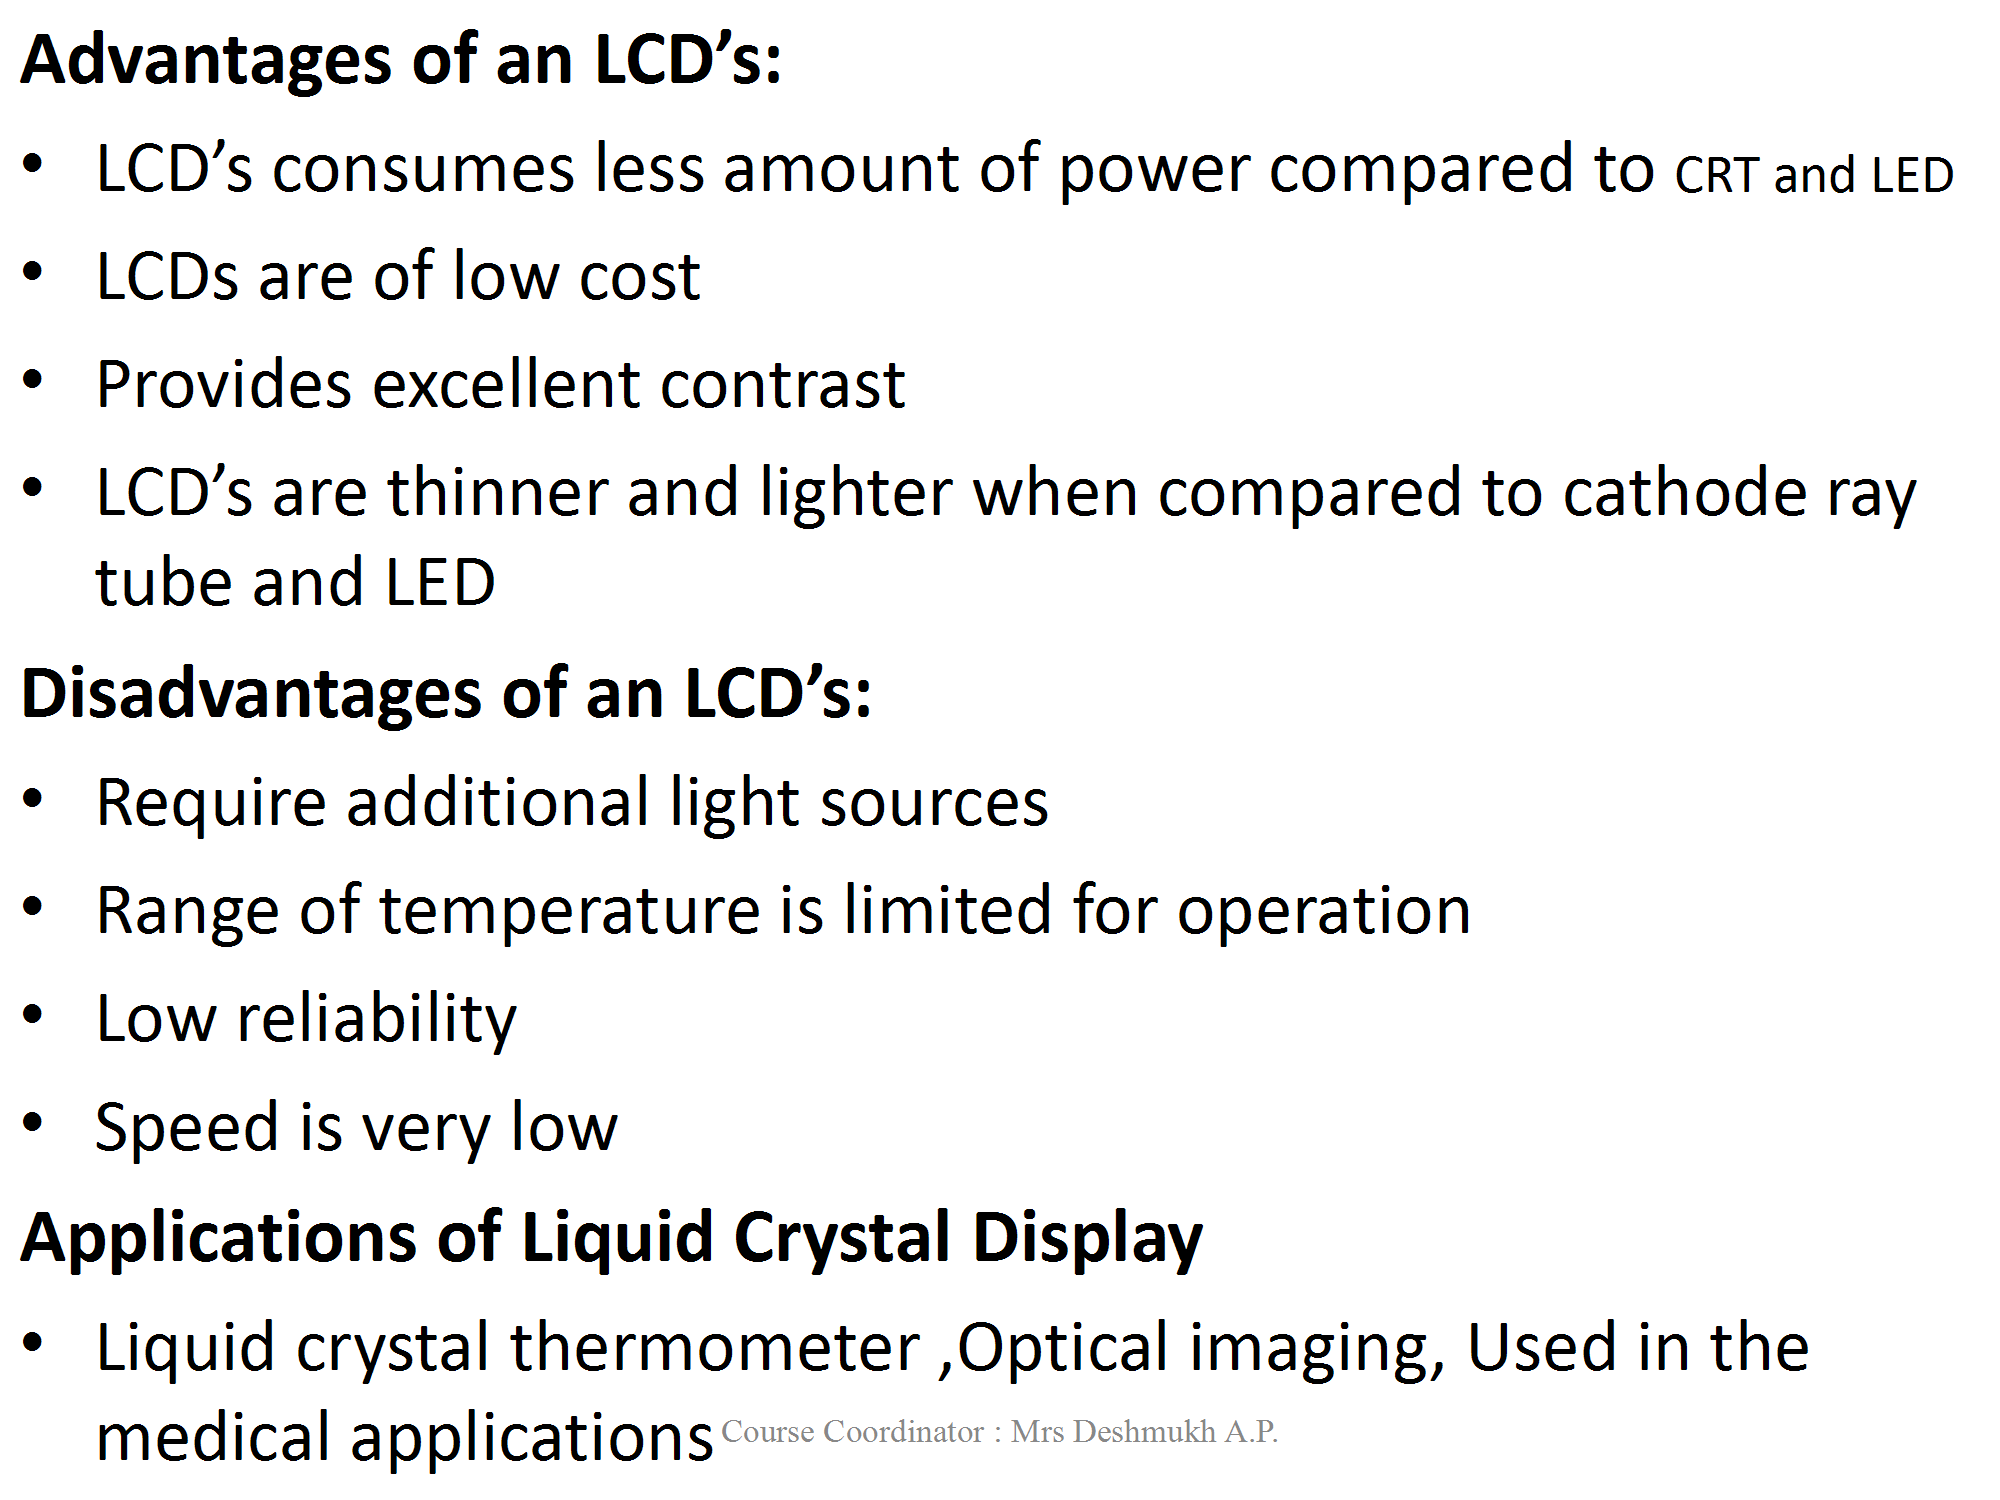 Advantages of an LCD’s:
• LCD’s consumes less amount of power compared to CRT and LED
• LCDs are of low cost
• Provides excellent contrast
• LCD’s are thinner and lighter when compared to cathode ray
tube and LED
Disadvantages of an LCD’s:
• Require additional light sources
• Range of temperature is limited for operation
• Low reliability
• Speed is very low
Applications of Liquid Crystal Display
• Liquid crystal thermometer ,Optical imaging, Used in the
medical applications
Course Coordinator : Mrs Deshmukh A.P.